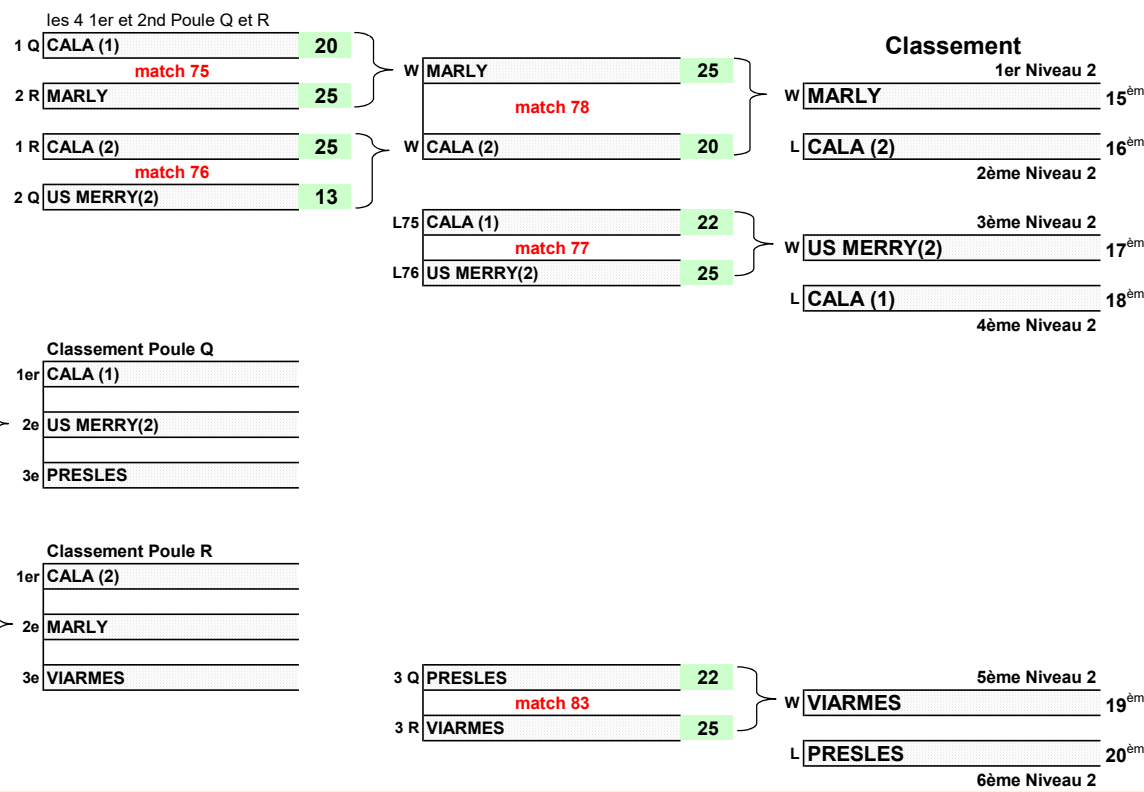 les 4 1er et 2nd Poule Q et R
1 Q CALA (1) 20
match 75
2 R MARLY 25
1 R CALA (2) 25
match 76
2 Q US MERRY(2) 13
W MARLY 25
match 78
W CALA (2) 20
L75 CALA (1) 22
match 77
L76 US MERRY(2) 25
Classement
1er Niveau 2
W MARLY 15èm
L CALA (2) 16èm
2ème Niveau 2
3ème Niveau 2
W US MERRY(2) 17èm
L CALA (1) 18èm
4ème Niveau 2
Classement Poule Q
1er CALA (1)
2e US MERRY(2)
3e PRESLES
Classement Poule R
1er CALA (2)
2e MARLY
3e VIARMES
3 Q PRESLES 22
match 83
3 R VIARMES 25
5ème Niveau 2
W VIARMES 19èm
L PRESLES 20èm
6ème Niveau 2